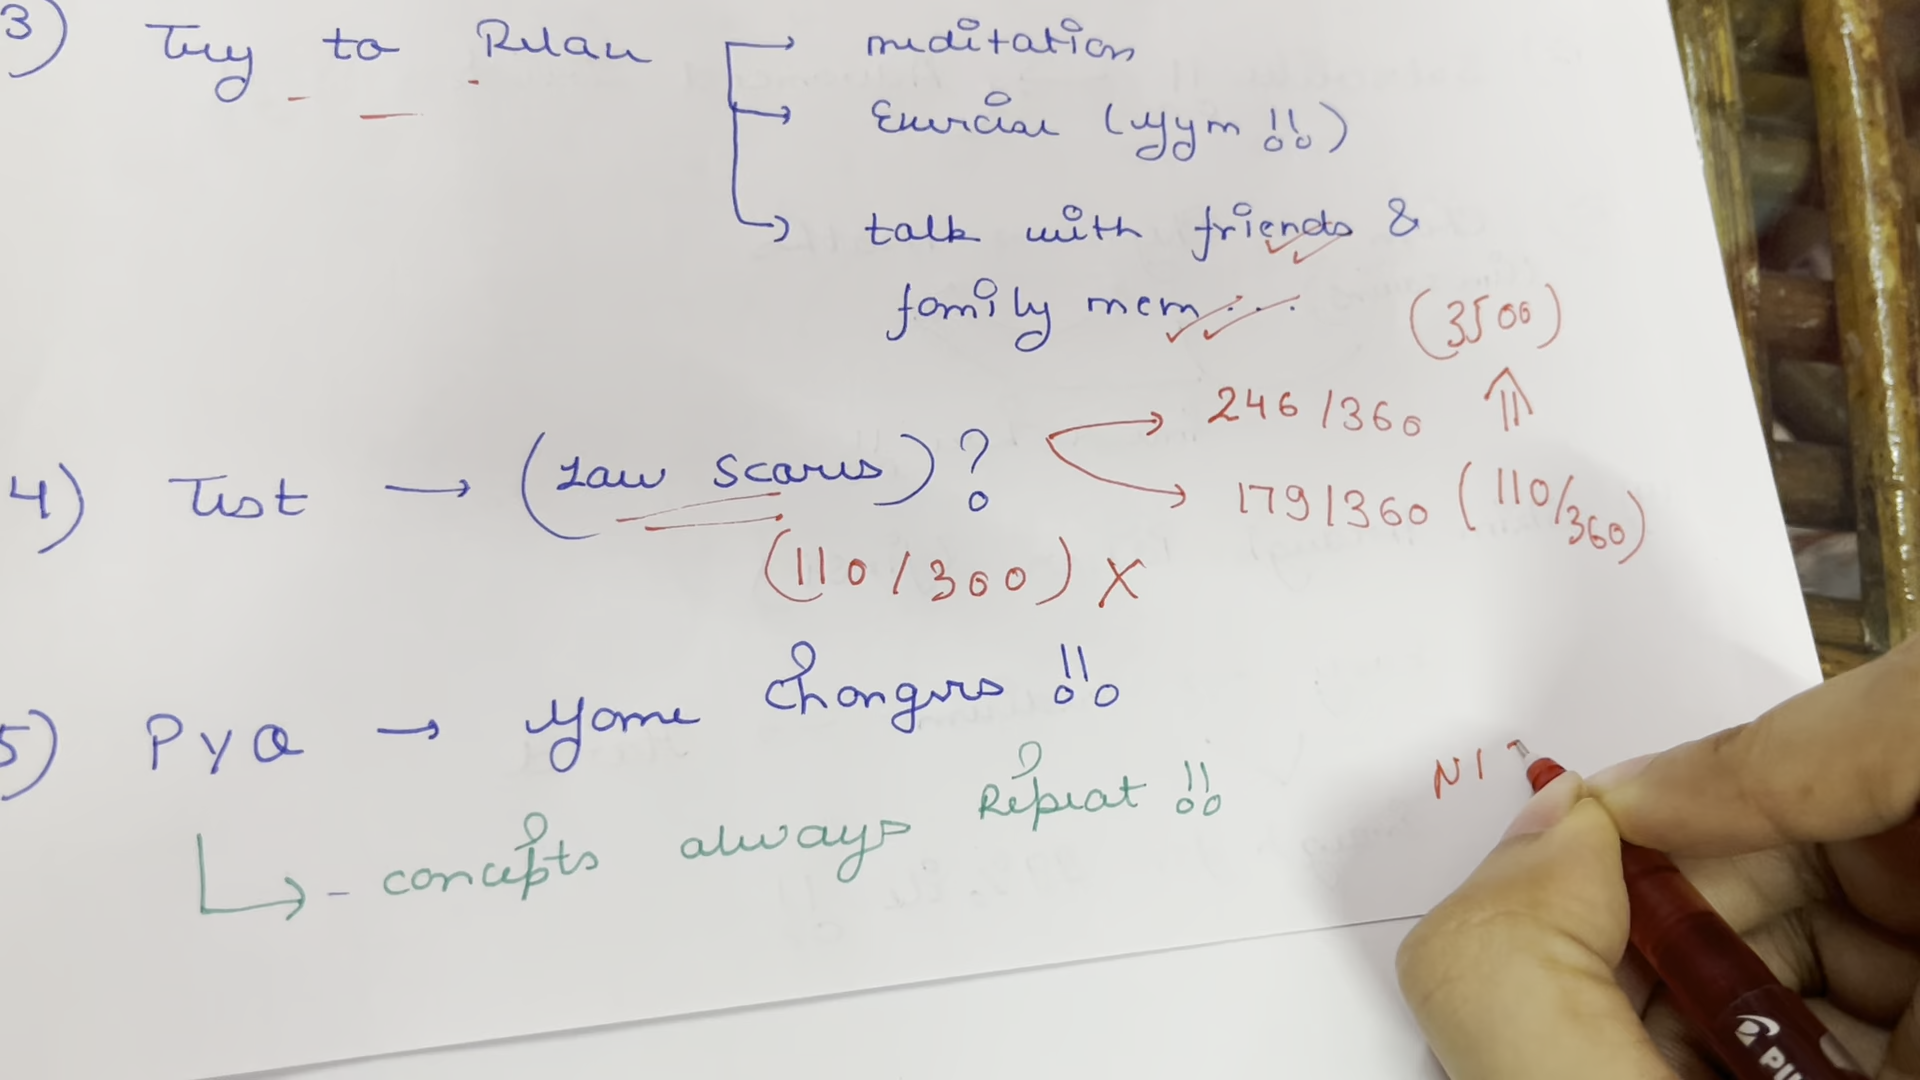 3) Try to Relax → meditation
→ Exercise (Gym !!)
→ talk with friends &
family mem...
(3500)
246/360
4) Test → (Low Scores)? 179/360 (110/360)
(110/300) X
5) PYQ → Game Changers !!
→ - concepts always Repeat !!
NI